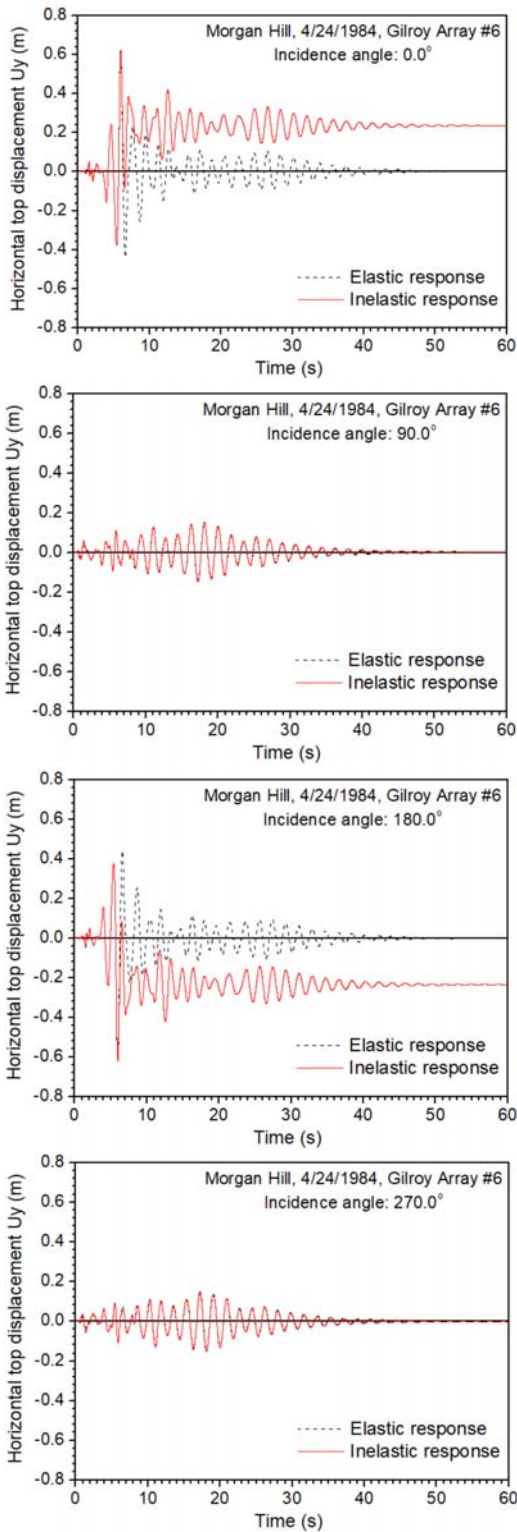 Horizontal top displacement Uy (m)
0.8
0.6
0.4
0.2
0.0
-0.2
-0.4
-0.6
-0.8
Morgan Hill, 4/24/1984, Gilroy Array #6
Incidence angle: 0.0°
Elastic response
Inelastic response
0 10 20 30 40 50 60
Time (s)
Horizontal top displacement Uy (m)
0.8
0.6
0.4
0.2
0.0
-0.2
-0.4
-0.6
-0.8
Morgan Hill, 4/24/1984, Gilroy Array #6
Incidence angle: 90.0°
Elastic response
Inelastic response
0 10 20 30 40 50 60
Time (s)
Horizontal top displacement Uy (m)
0.8
0.6
0.4
0.2
0.0
-0.2
-0.4
-0.6
-0.8
Morgan Hill, 4/24/1984, Gilroy Array #6
Incidence angle: 180.0°
Elastic response
Inelastic response
0 10 20 30 40 50 60
Time (s)
Horizontal top displacement Uy (m)
0.8
0.6
0.4
0.2
0.0
-0.2
-0.4
-0.6
-0.8
Morgan Hill, 4/24/1984, Gilroy Array #6
Incidence angle: 270.0°
Elastic response
Inelastic response
0 10 20 30 40 50 60
Time (s)